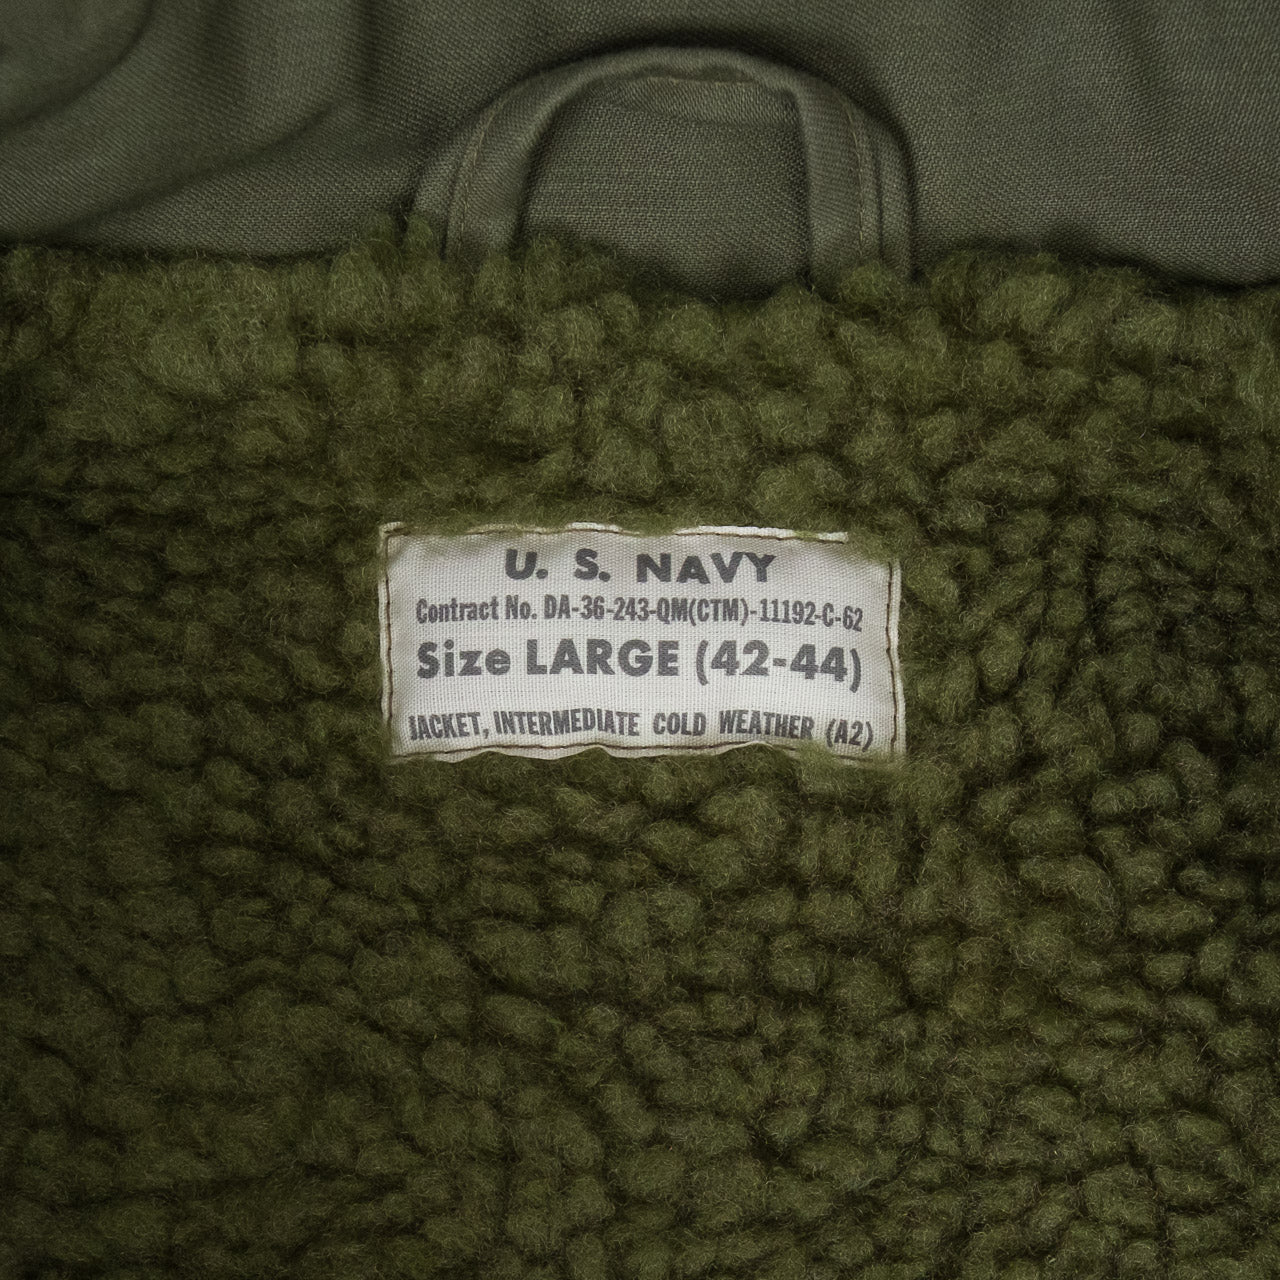 U. S. NAVY
Contract No. DA-36-243-QM(CTM)-11192-C-62
Size LARGE (42-44)
JACKET, INTERMEDIATE COLD WEATHER (A2)